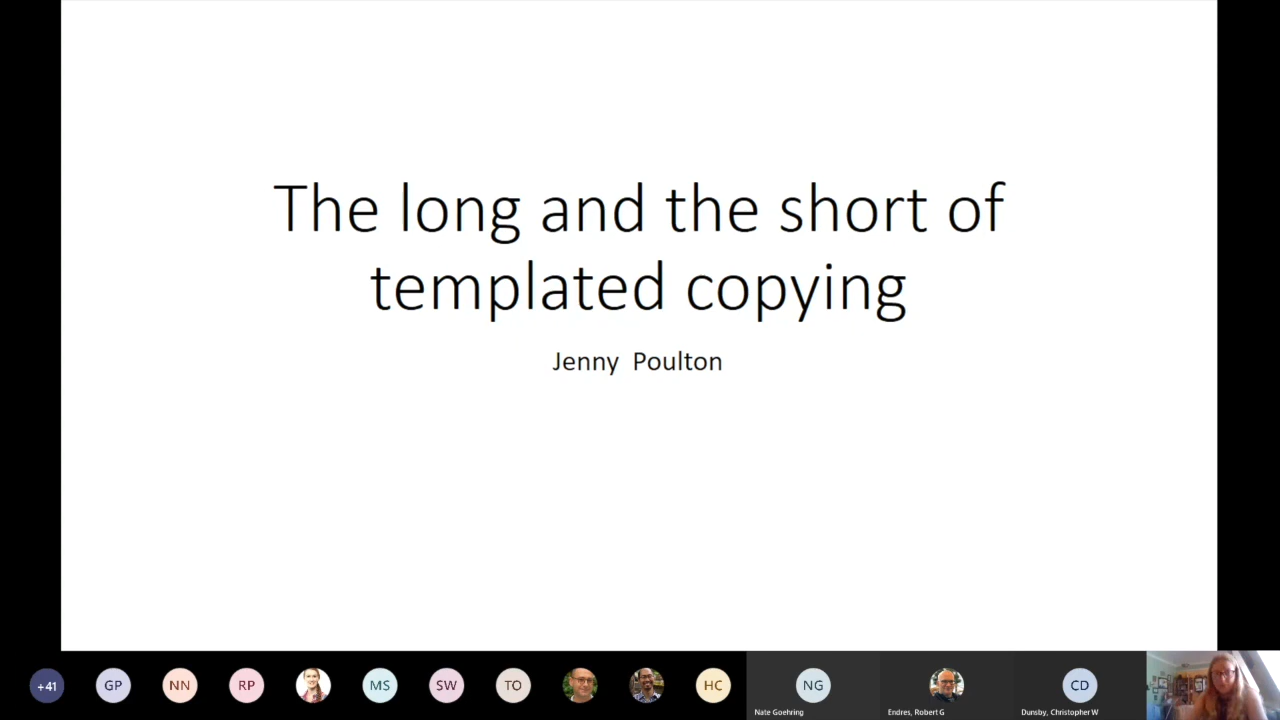 The long and the short of
templated copying
Jenny Poulton
+41
GP
NN
RP
MS
SW
TO
HC
NG
CD
Nate Goehring
Endres, Robert G
Dunsby, Christopher W